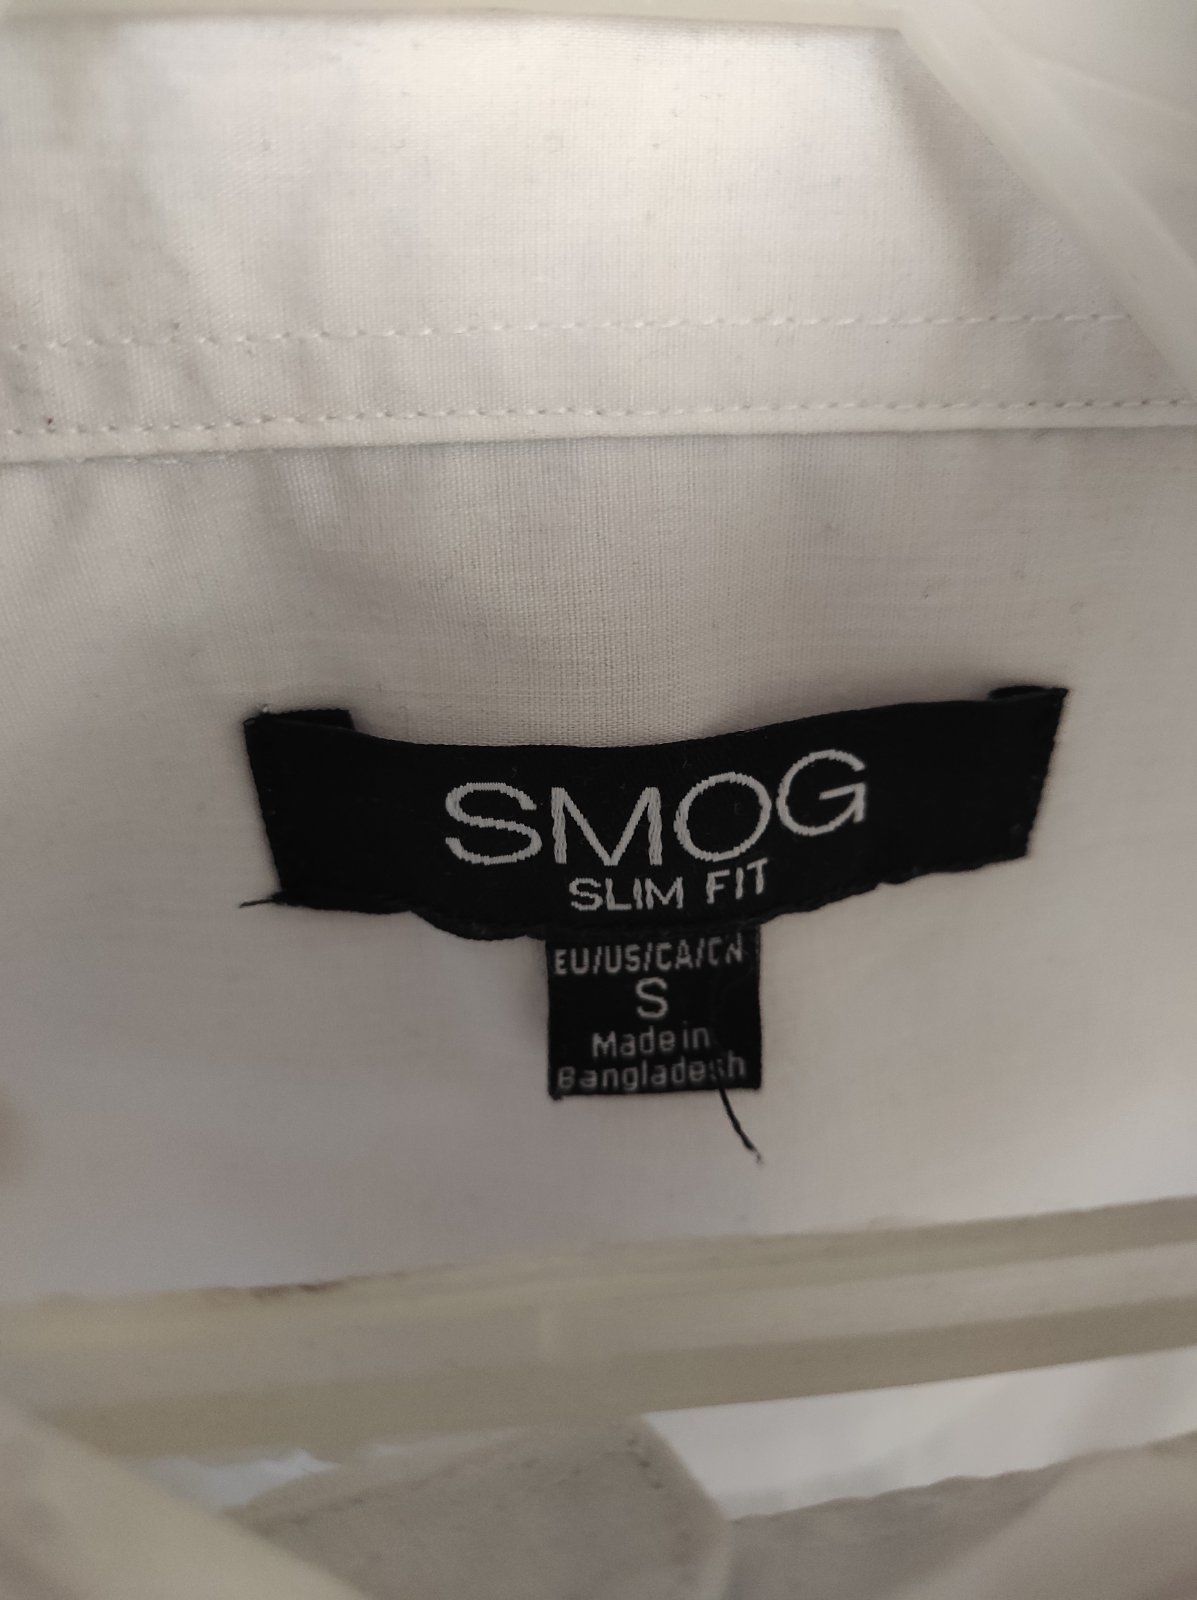 SMOG
SLIM FIT
EU/US/CA/CN
S
Made in
Bangladesh